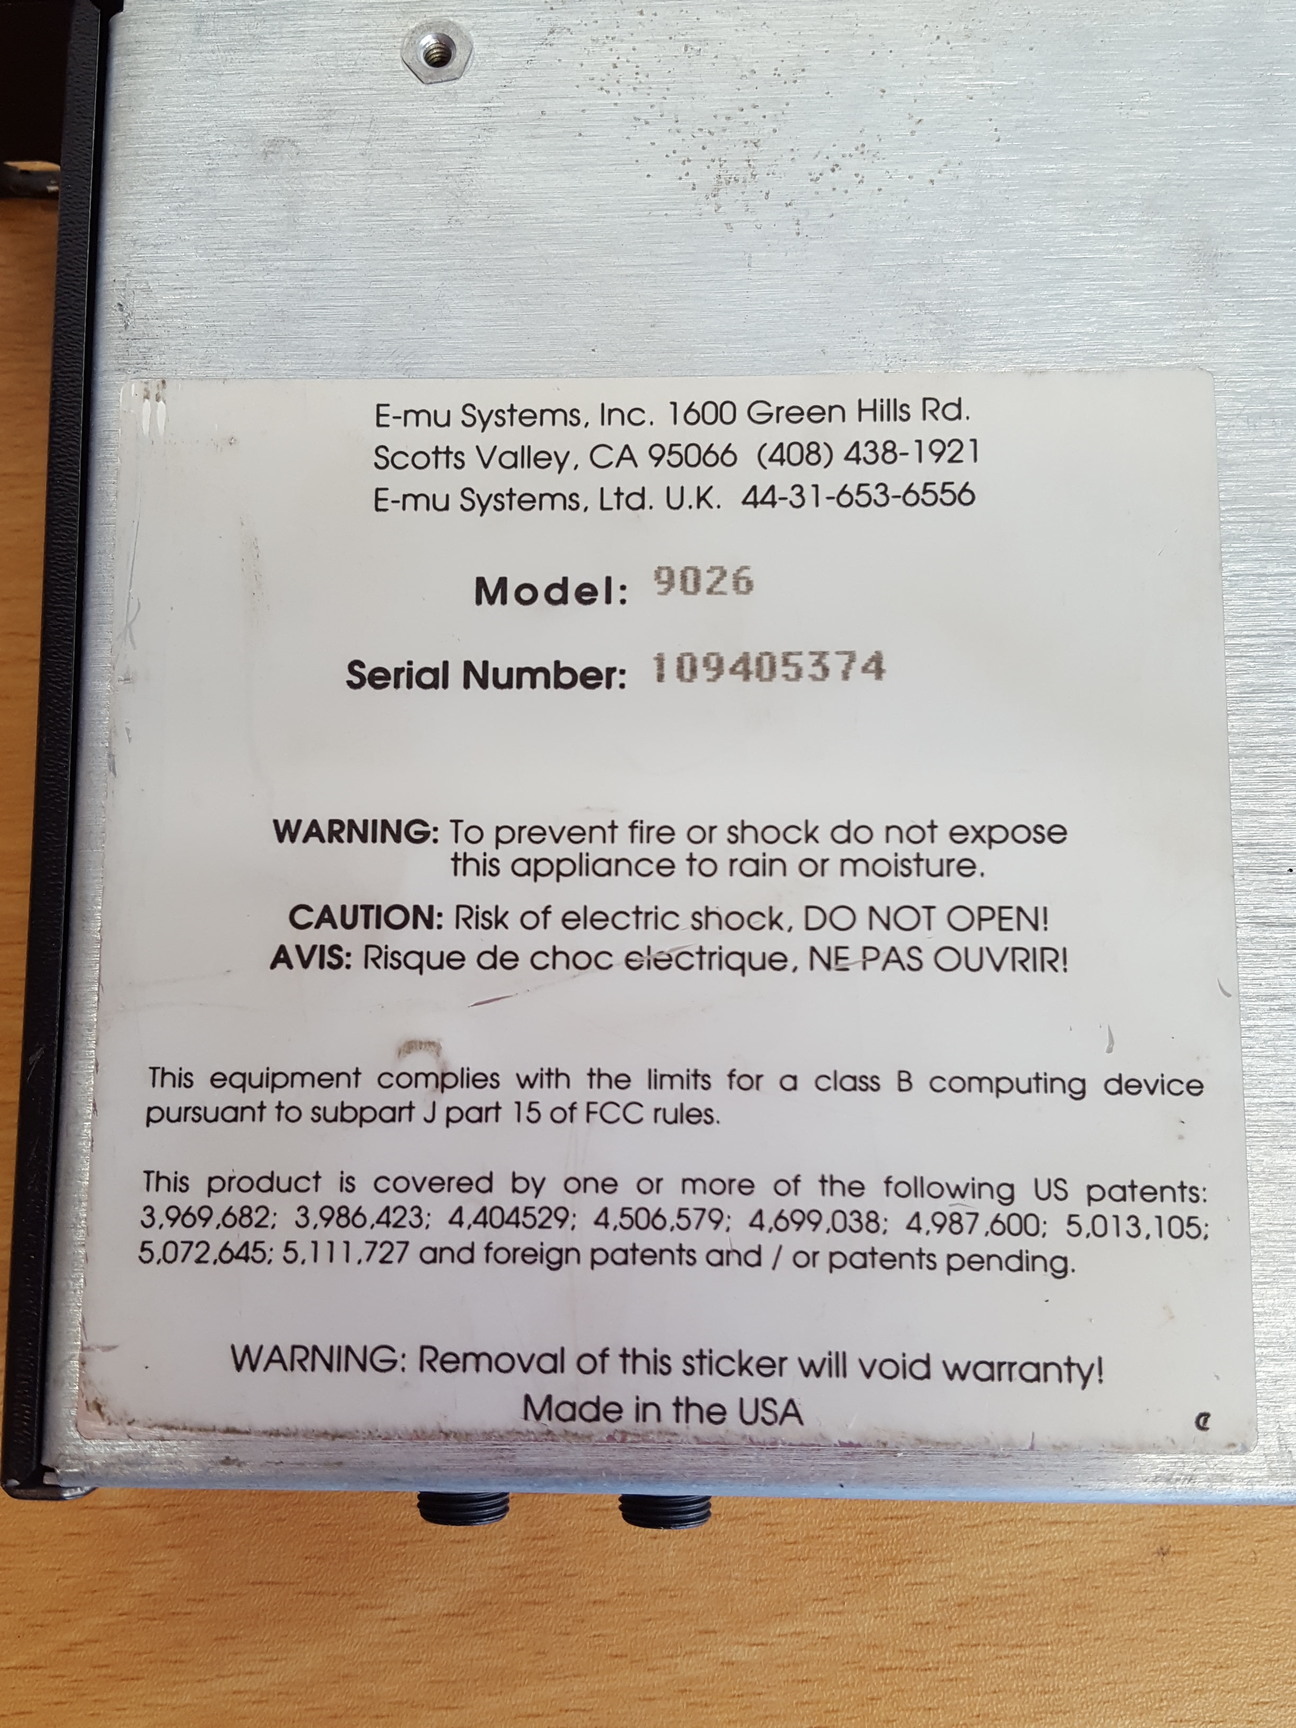 E-mu Systems, Inc. 1600 Green Hills Rd.
Scotts Valley, CA 95066 (408) 438-1921
E-mu Systems, Ltd. U.K. 44-31-653-6556
Model: 9026
Serial Number: 109405374
WARNING: To prevent fire or shock do not expose
this appliance to rain or moisture.
CAUTION: Risk of electric shock, DO NOT OPEN!
AVIS: Risque de choc electrique, NE PAS OUVRIR!
This equipment complies with the limits for a class B computing device
pursuant to subpart J part 15 of FCC rules.
This product is covered by one or more of the following US patents:
3,969,682; 3,986,423; 4,404529; 4,506,579; 4,699,038; 4,987,600; 5,013,105;
5,072,645; 5,111,727 and foreign patents and / or patents pending.
WARNING: Removal of this sticker will void warranty!
Made in the USA